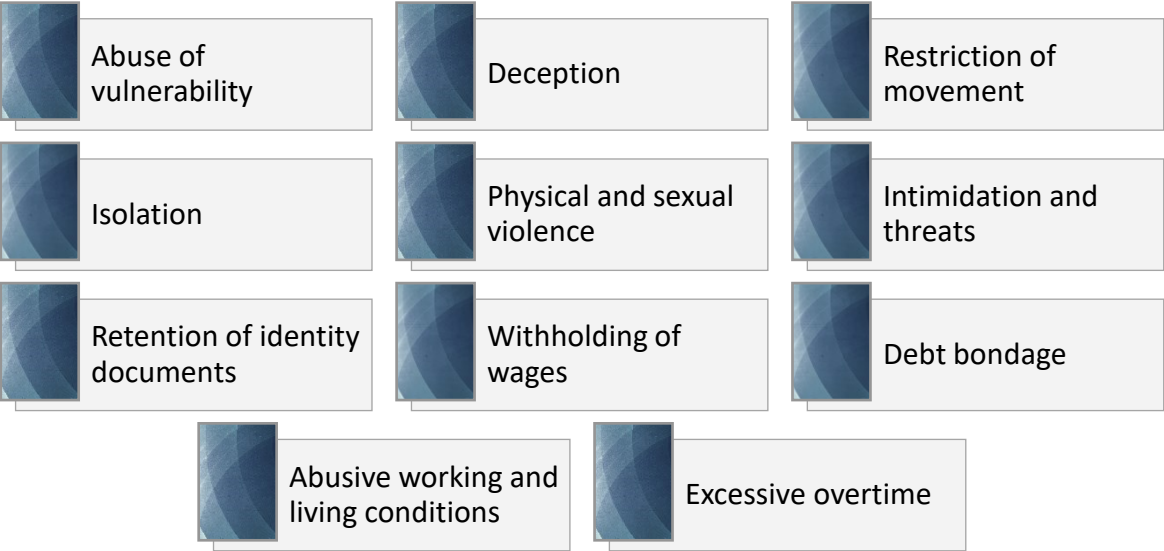 Abuse of
vulnerability
Deception
Restriction of
movement
Isolation
Physical and sexual
violence
Intimidation and
threats
Retention of identity
documents
Withholding of
wages
Debt bondage
Abusive working and
living conditions
Excessive overtime